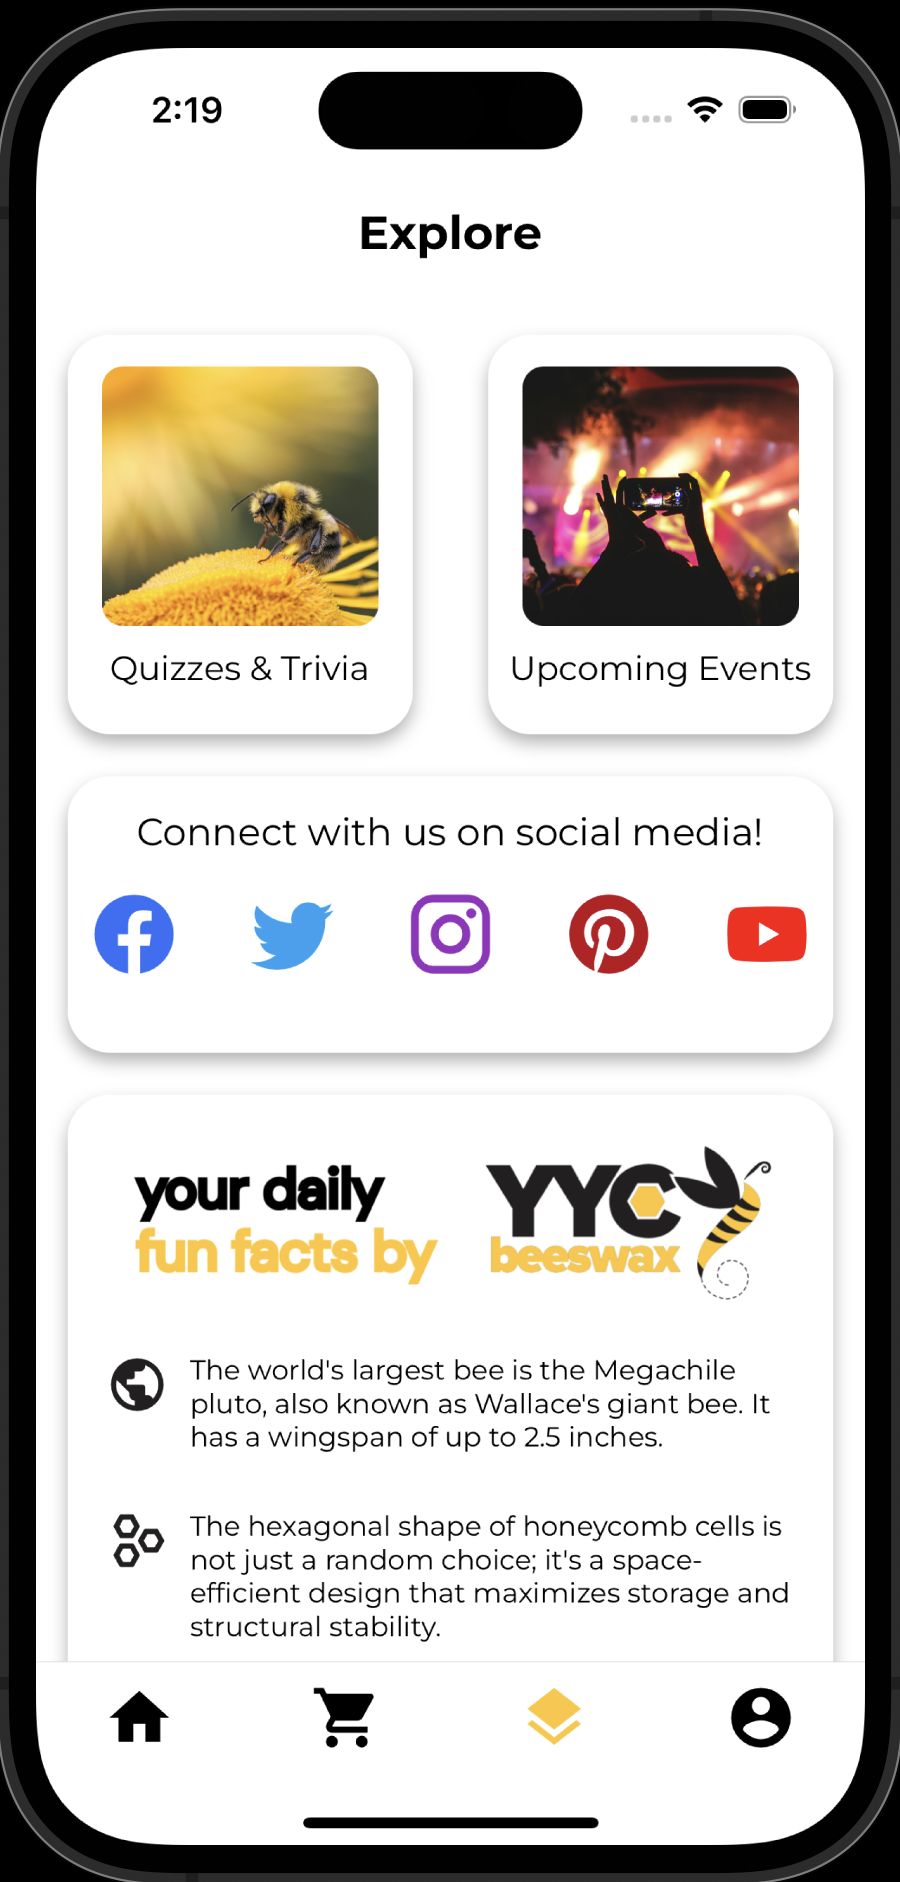 2:19
Explore
Quizzes & Trivia
Upcoming Events
Connect with us on social media!
your daily
fun facts by
YYC
beeswax
The world's largest bee is the Megachile
pluto, also known as Wallace's giant bee. It
has a wingspan of up to 2.5 inches.
The hexagonal shape of honeycomb cells is
not just a random choice; it's a space-
efficient design that maximizes storage and
structural stability.